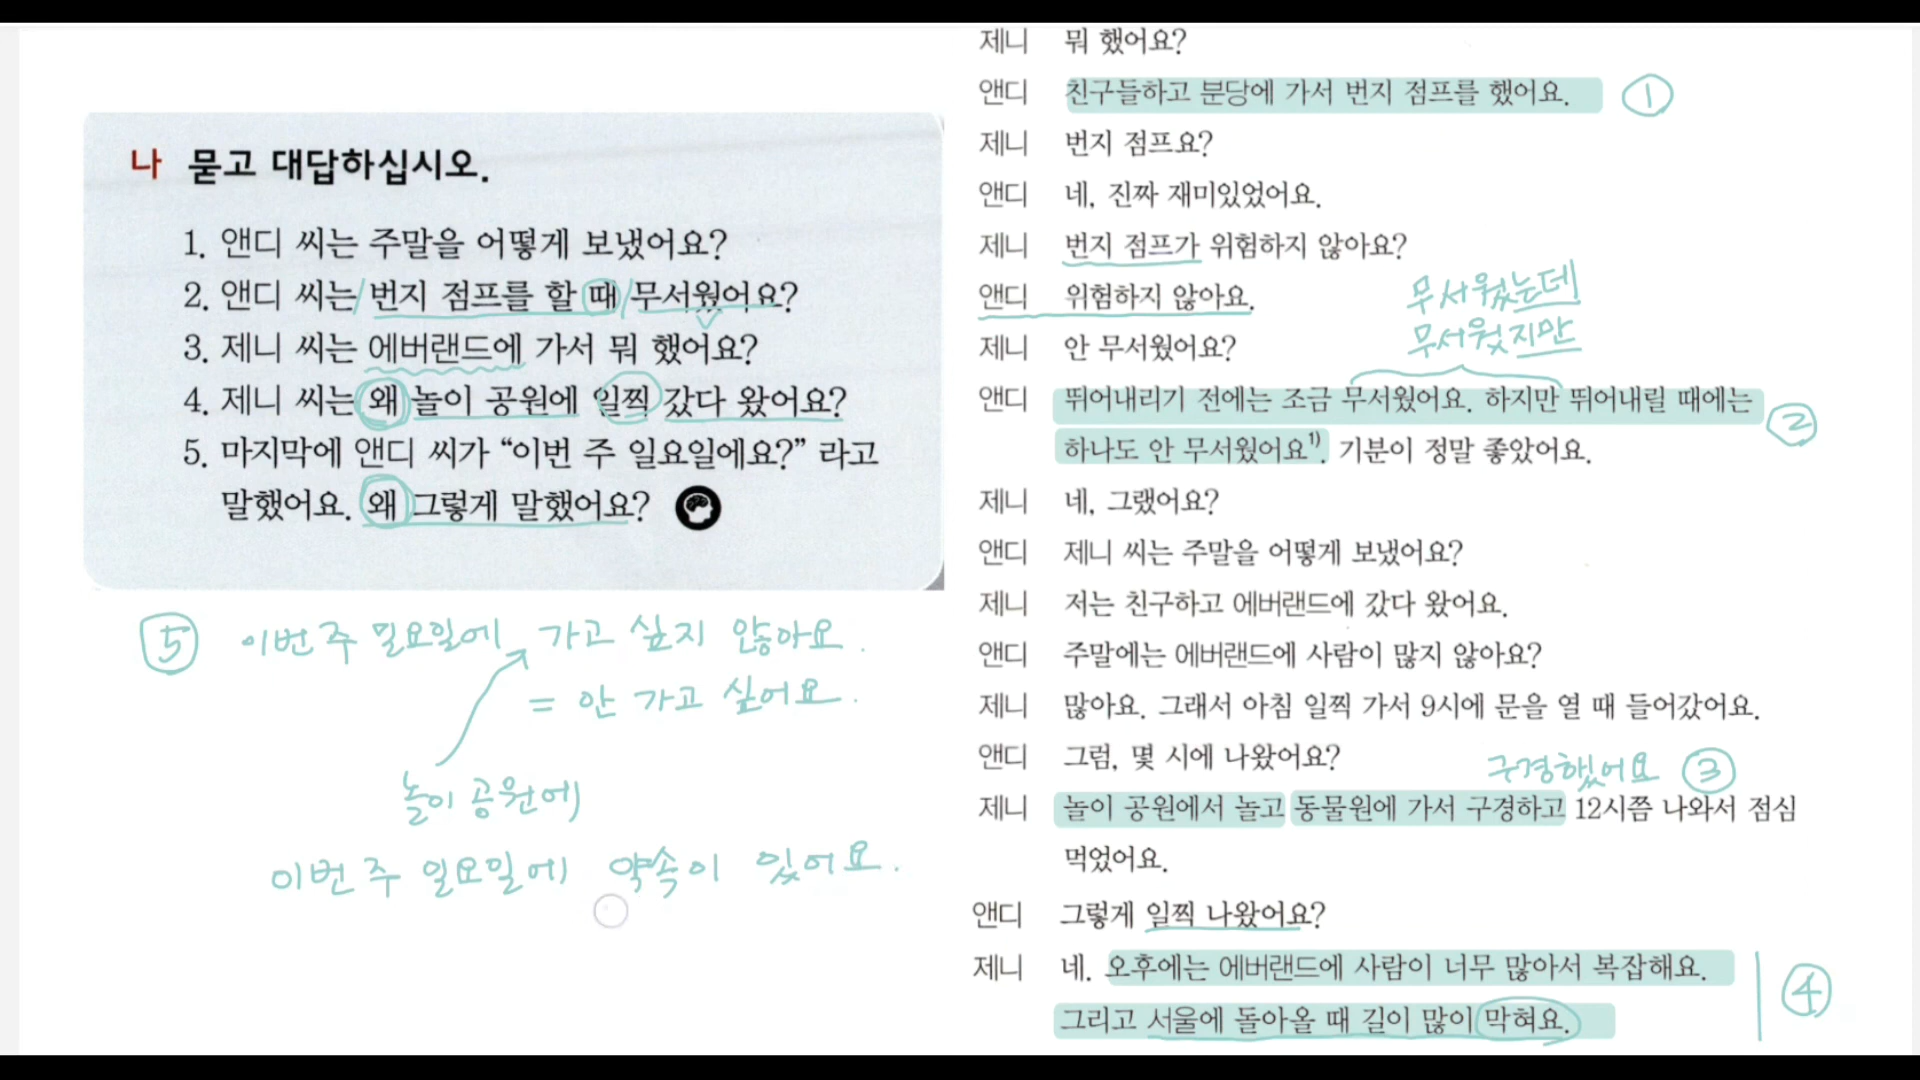 나 묻고 대답하십시오.
1. 앤디 씨는 주말을 어떻게 보냈어요?
2. 앤디 씨는/번지 점프를 할 때/무서웠어요?
3. 제니 씨는 에버랜드에 가서 뭐 했어요?
4. 제니 씨는 왜 놀이 공원에 일찍 갔다 왔어요?
5. 마지막에 앤디 씨가 “이번 주 일요일에요?” 라고
말했어요. 왜 그렇게 말했어요?
⑤ 이번 주 일요일에 가고 싶지 않아요.
= 안 가고 싶어요.
놀이 공원에
이번 주 일요일에 약속이 있어요.
제니 뭐 했어요?
앤디 친구들하고 분당에 가서 번지 점프를 했어요. ①
제니 번지 점프요?
앤디 네, 진짜 재미있었어요.
제니 번지 점프가 위험하지 않아요?
앤디 위험하지 않아요.
무서웠는데
무서웠지만
제니 안 무서웠어요?
앤디 뛰어내리기 전에는 조금 무서웠어요. 하지만 뛰어내릴 때에는 ②
하나도 안 무서웠어요1). 기분이 정말 좋았어요.
제니 네, 그랬어요?
앤디 제니 씨는 주말을 어떻게 보냈어요?
제니 저는 친구하고 에버랜드에 갔다 왔어요.
앤디 주말에는 에버랜드에 사람이 많지 않아요?
제니 많아요. 그래서 아침 일찍 가서 9시에 문을 열 때 들어갔어요.
앤디 그럼, 몇 시에 나왔어요?
구경했어요 ③
제니 놀이 공원에서 놀고 동물원에 가서 구경하고 12시쯤 나와서 점심
먹었어요.
앤디 그렇게 일찍 나왔어요?
제니 네. 오후에는 에버랜드에 사람이 너무 많아서 복잡해요.
그리고 서울에 돌아올 때 길이 많이 막혀요. ④